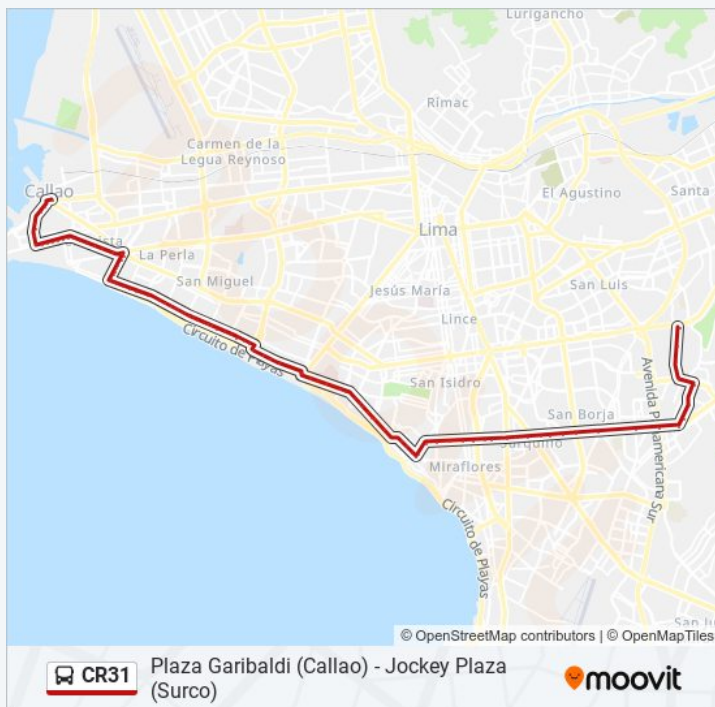 Lurigancho
Rímac
Carmen de la
Legua Reynoso
Callao
El Agustino
Santa
Lima
La Perla
San Miguel
San Luis
Jesús María
Lince
Circuito de Playas
San Isidro
San Borja
Avenida Panamericana Sur
Surquillo
Miraflores
Circuito de Playas
© OpenStreetMap contributors | © OpenMapTiles
CR31
Plaza Garibaldi (Callao) - Jockey Plaza
(Surco)
moovit